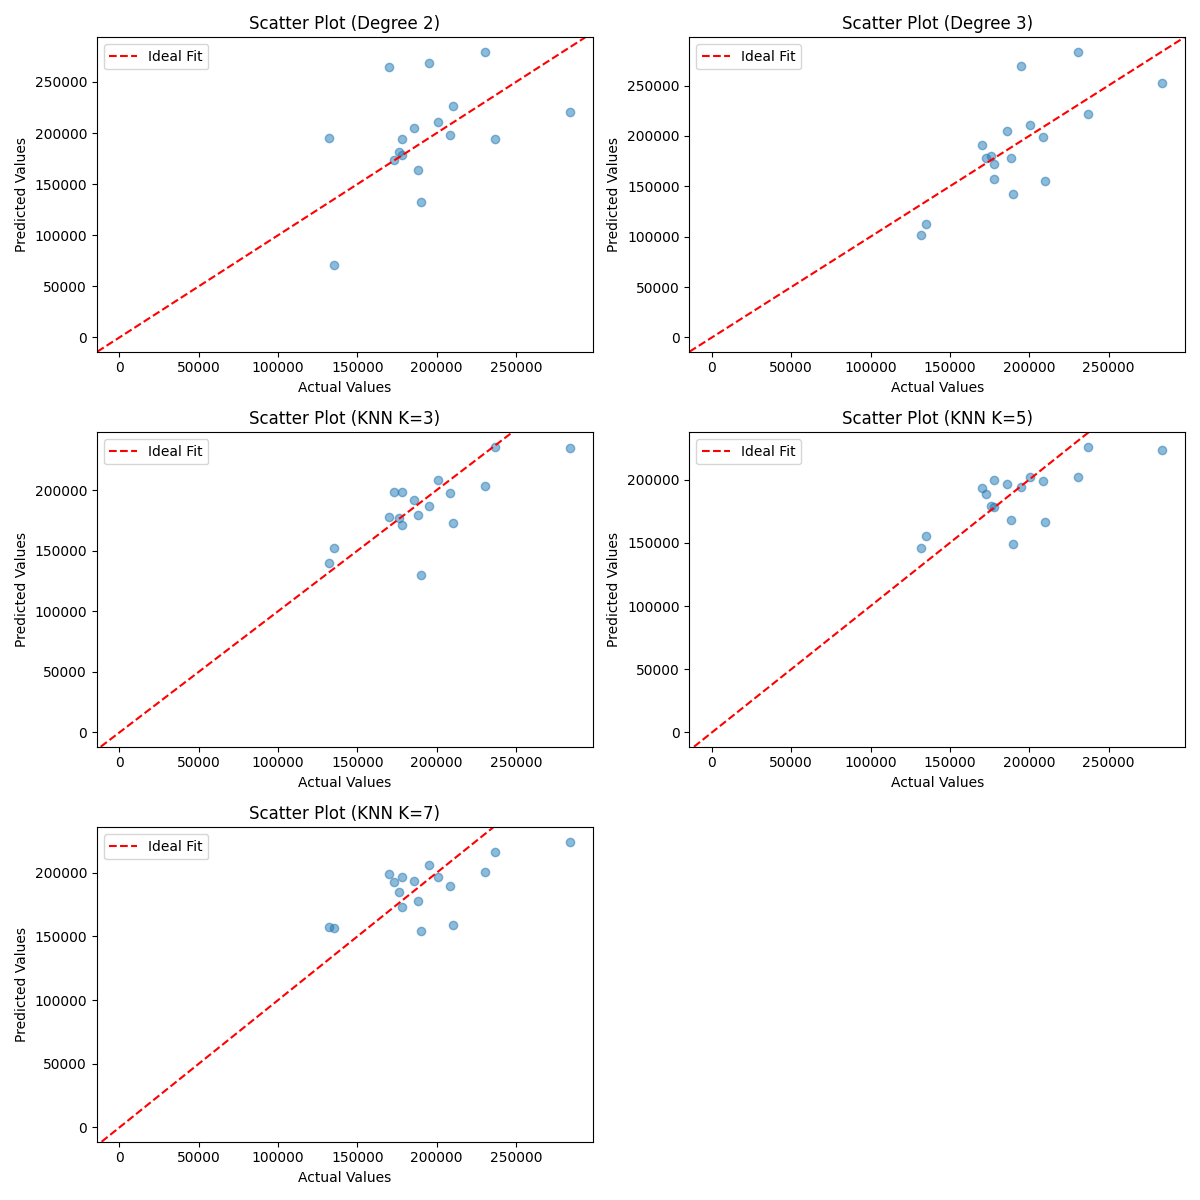 Scatter Plot (Degree 2)
Ideal Fit
Predicted Values
250000
200000
150000
100000
50000
0
0 50000 100000 150000 200000 250000
Actual Values
Scatter Plot (Degree 3)
Ideal Fit
Predicted Values
250000
200000
150000
100000
50000
0
0 50000 100000 150000 200000 250000
Actual Values
Scatter Plot (KNN K=3)
Ideal Fit
Predicted Values
200000
150000
100000
50000
0
0 50000 100000 150000 200000 250000
Actual Values
Scatter Plot (KNN K=5)
Ideal Fit
Predicted Values
200000
150000
100000
50000
0
0 50000 100000 150000 200000 250000
Actual Values
Scatter Plot (KNN K=7)
Ideal Fit
Predicted Values
200000
150000
100000
50000
0
0 50000 100000 150000 200000 250000
Actual Values